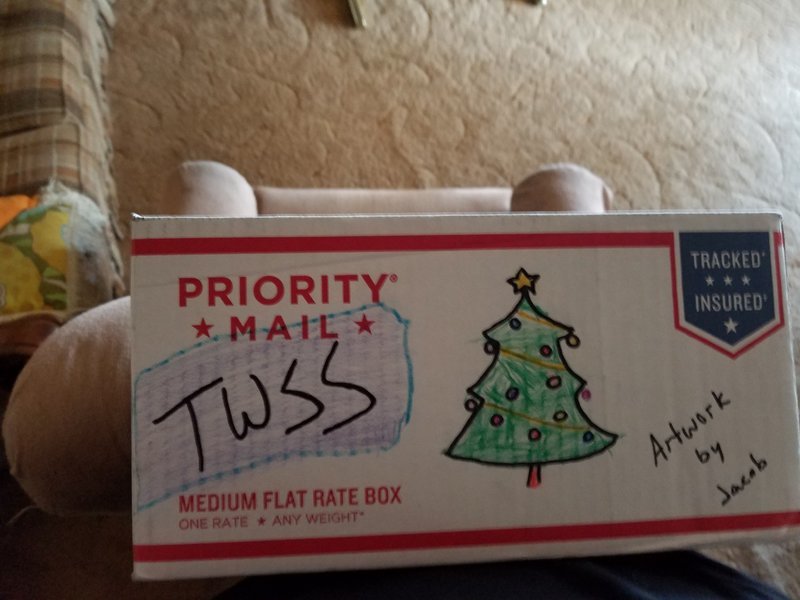 PRIORITY®
★ MAIL ★
TWSS
MEDIUM FLAT RATE BOX
ONE RATE ★ ANY WEIGHT*
TRACKED†
★ ★ ★
INSURED†
★
Artwork
by
Jacob